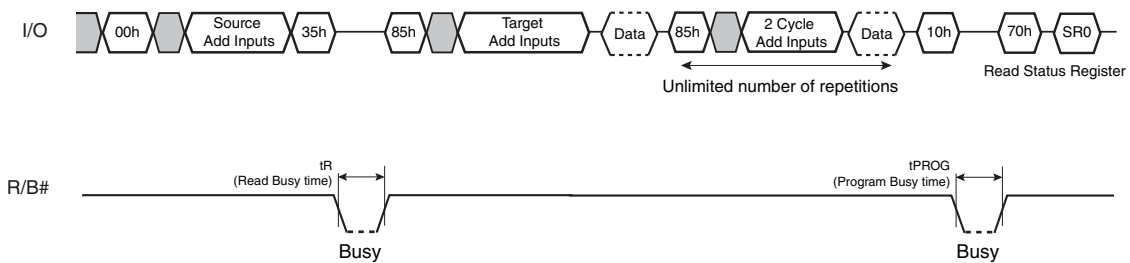 I/O
00h
Source
Add Inputs
35h
85h
Target
Add Inputs
Data
85h
2 Cycle
Add Inputs
Data
10h
70h
SR0
Unlimited number of repetitions
Read Status Register
R/B#
tR
(Read Busy time)
Busy
tPROG
(Program Busy time)
Busy